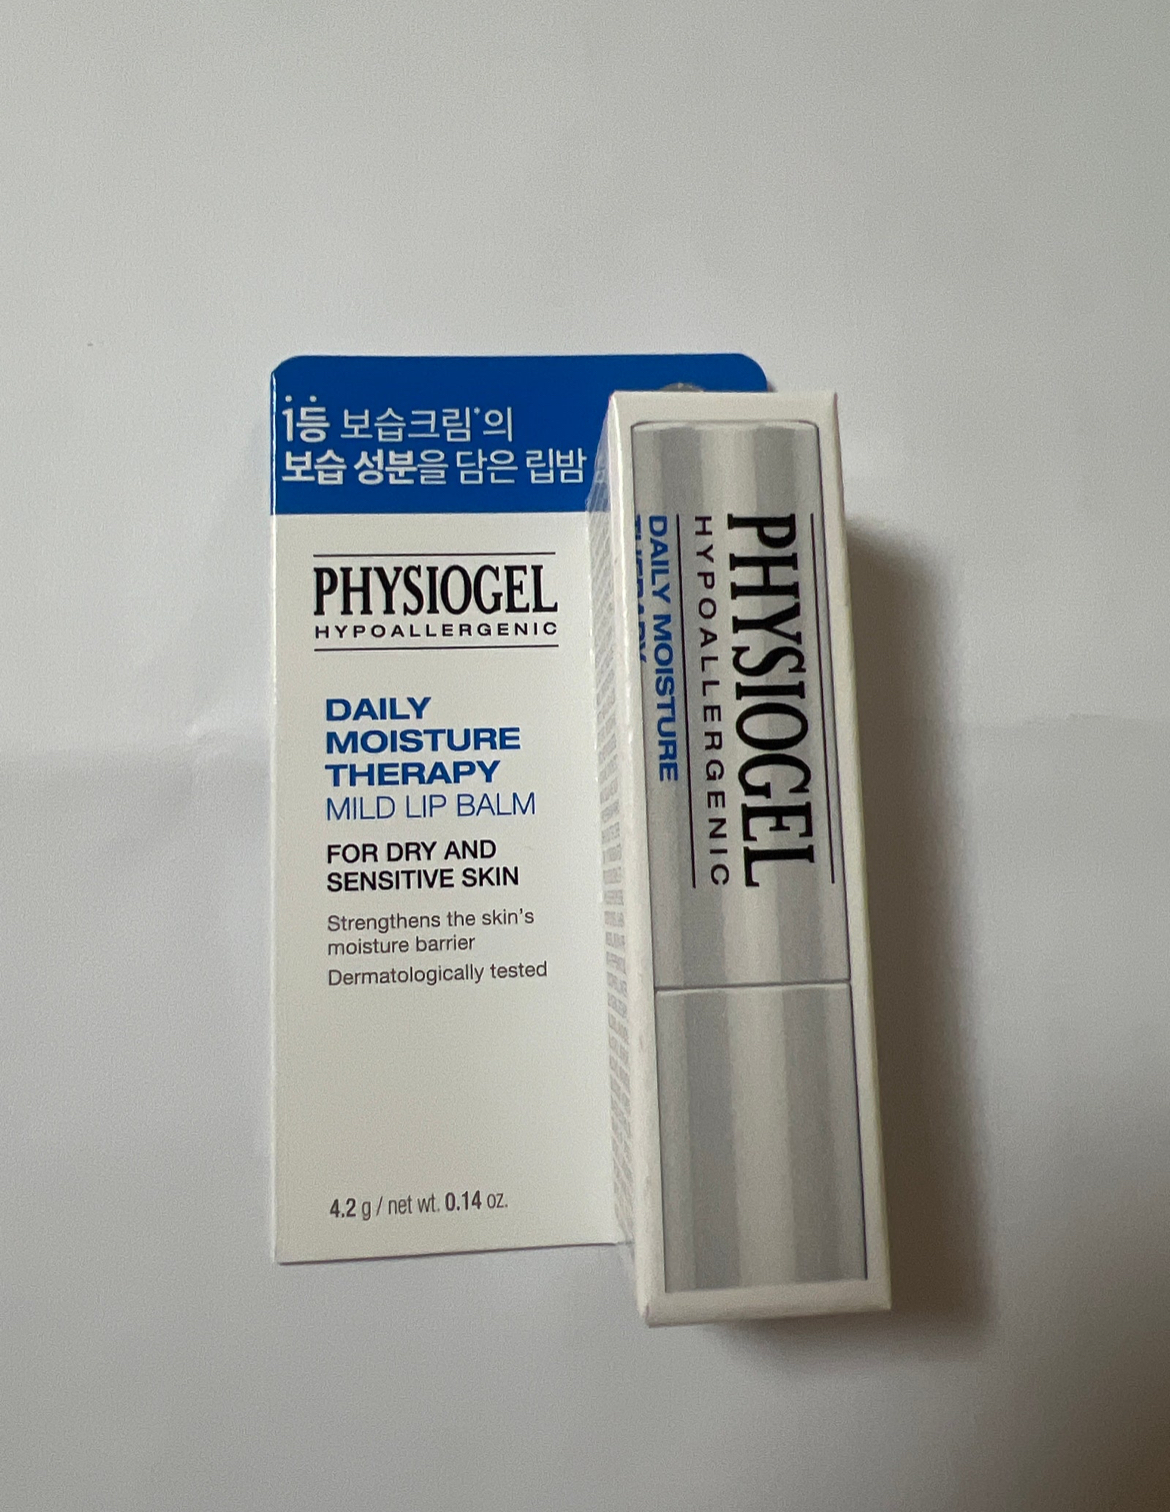 1등 보습크림*의
보습 성분을 담은 립밤
PHYSIOGEL
HYPOALLERGENIC
DAILY
MOISTURE
THERAPY
MILD LIP BALM
FOR DRY AND
SENSITIVE SKIN
Strengthens the skin's
moisture barrier
Dermatologically tested
4.2 g / net wt. 0.14 oz.
PHYSIOGEL
HYPOALLERGENIC
DAILY MOISTURE
THERAPY